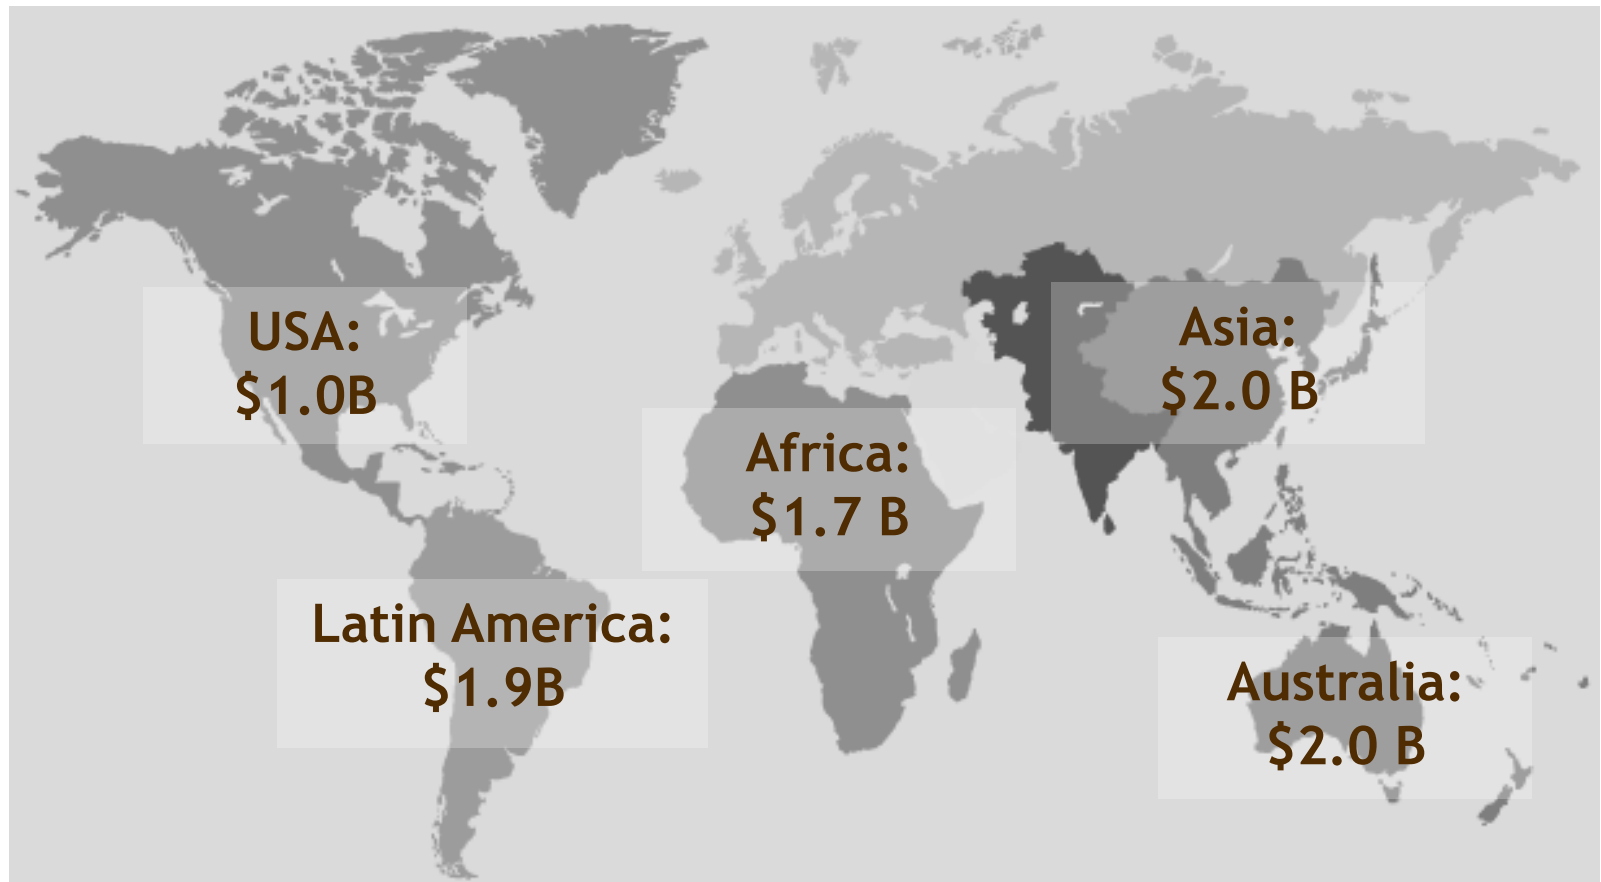 USA:
$1.0B
Asia:
$2.0 B
Africa:
$1.7 B
Latin America:
$1.9B
Australia:
$2.0 B